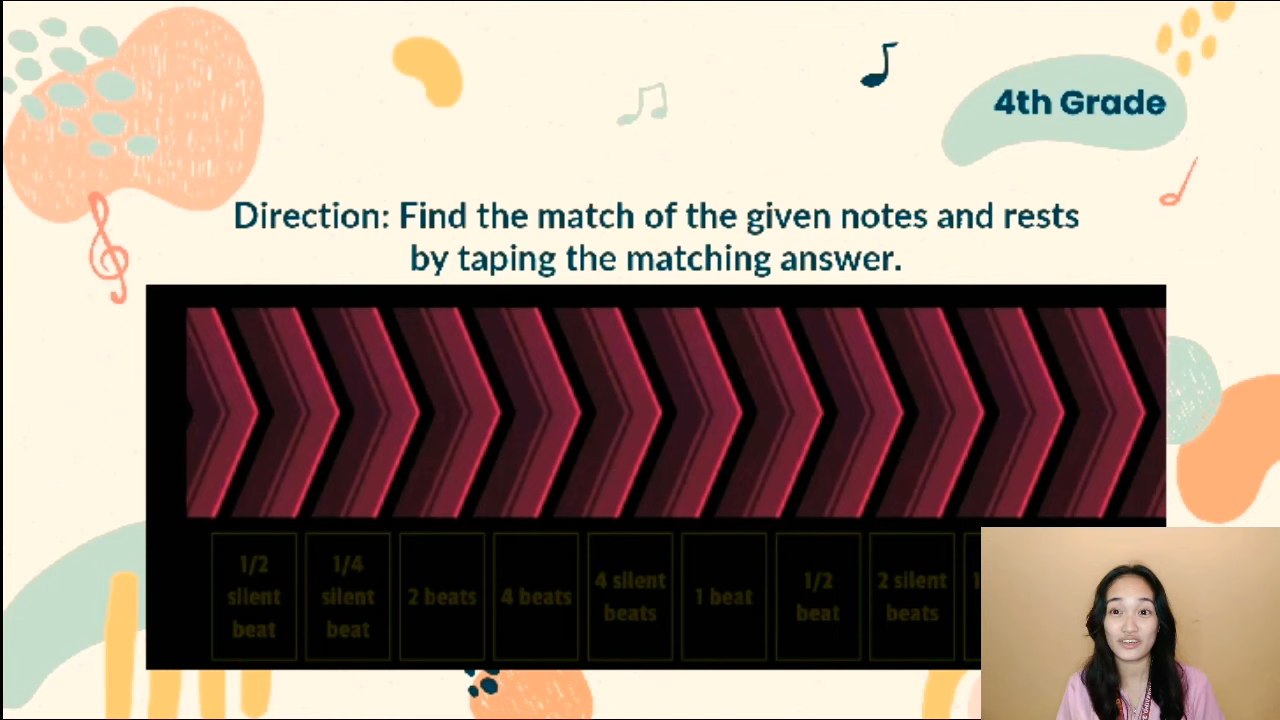 4th Grade
Direction: Find the match of the given notes and rests
by taping the matching answer.
1/2
silent
beat
1/4
silent
beat
2 beats
4 beats
4 silent
beats
1 beat
1/2
beat
2 silent
beats